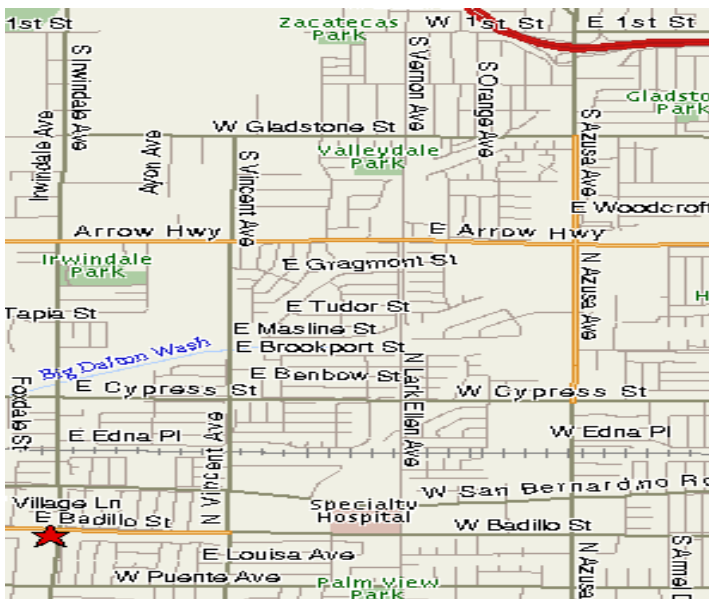 Zacatecas
Park
1st St
W 1st St
E 1st St
S Irwindale Ave
S Vernon Ave
S Orange Ave
Gladsto
Park
Irwindale Ave
Ayon Ave
W Gladstone St
S Azusa Ave
Valleydale
Park
S Vincent Ave
E Woodcroft
Arrow Hwy
E Arrow Hwy
Irwindale
Park
E Gragmont St
N Azusa Ave
H
Tapia St
E Tudor St
E Masline St
E Brookport St
Big Dalton Wash
E Benbow St
N Lark Ellen Ave
Foxdale St
E Cypress St
W Cypress St
E Edna Pl
W Edna Pl
N Vincent Ave
W San Bernardino Ro
Village Ln
Specialty
Hospital
E Badillo St
W Badillo St
E Louisa Ave
N Azusa
W Puente Ave
Palm View
Park